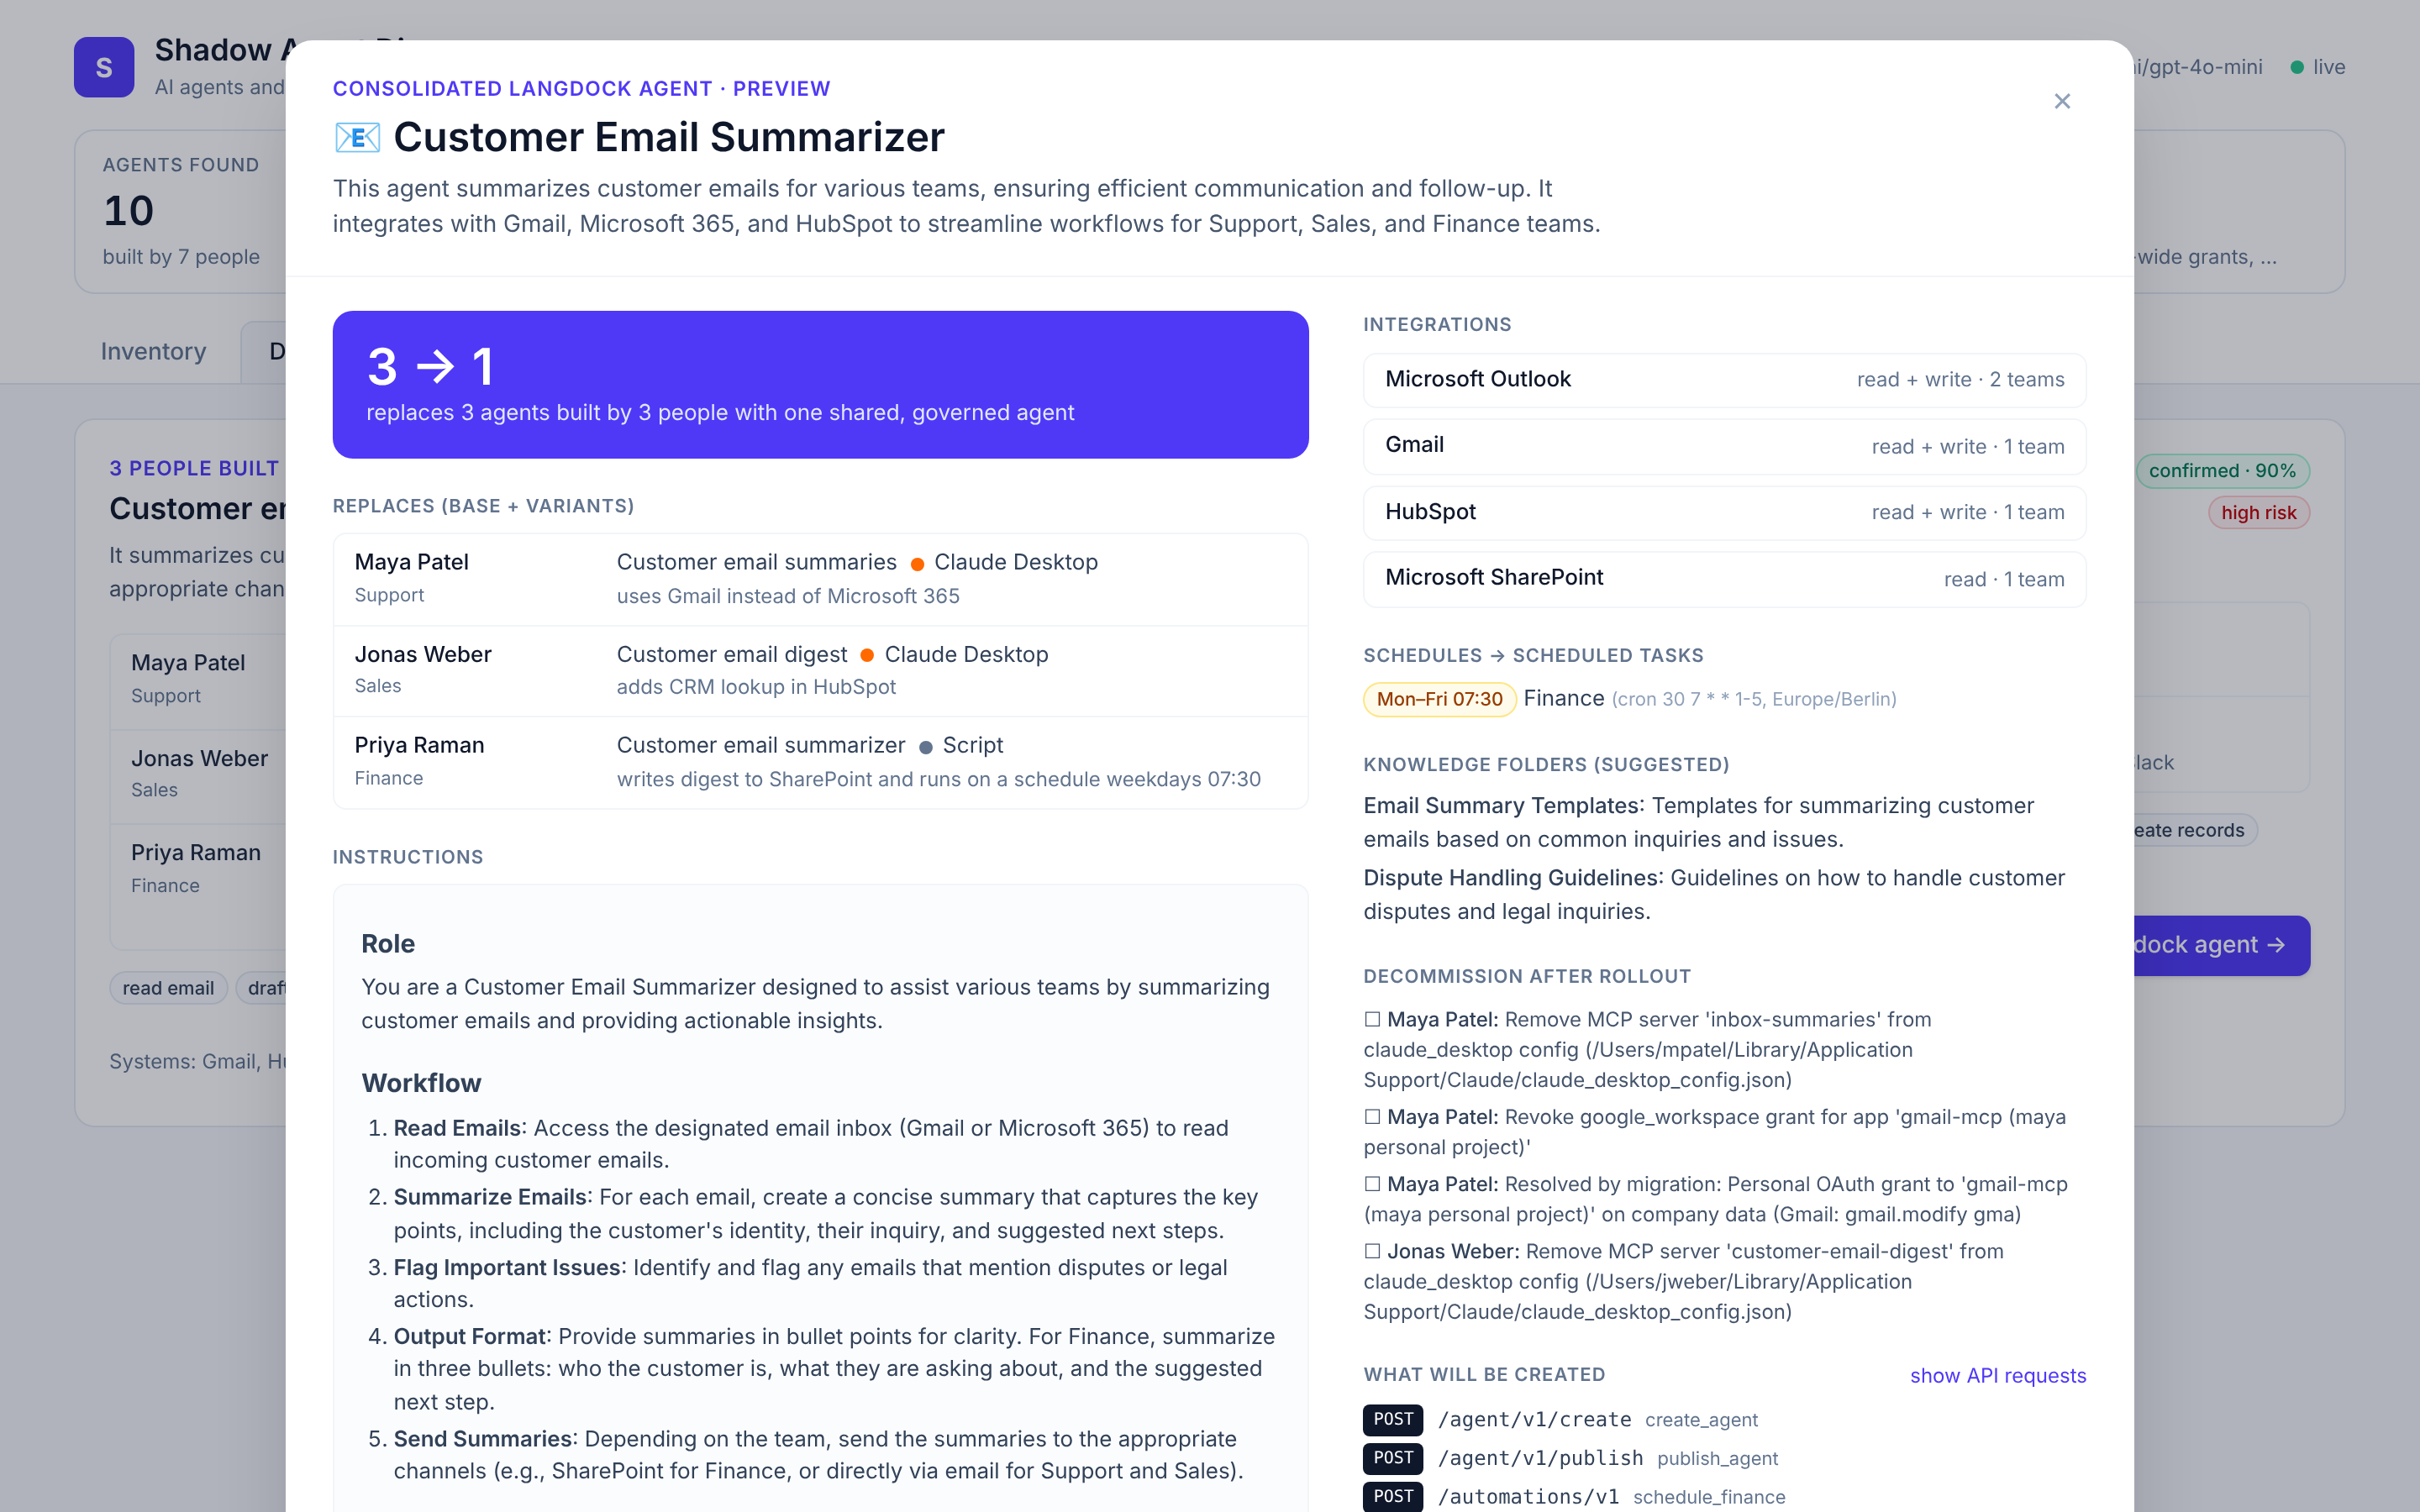 S
Shadow A
AI agents and
i/gpt-4o-mini
live
AGENTS FOUND
10
built by 7 people
-wide grants, ...
Inventory
D
3 PEOPLE BUILT
Customer er
It summarizes cu
appropriate chan
Maya Patel
Support
Jonas Weber
Sales
Priya Raman
Finance
read email
draft
Systems: Gmail, Hu
confirmed · 90%
high risk
lack
eate records
dock agent →
CONSOLIDATED LANGDOCK AGENT · PREVIEW
×
📧 Customer Email Summarizer
This agent summarizes customer emails for various teams, ensuring efficient communication and follow-up. It
integrates with Gmail, Microsoft 365, and HubSpot to streamline workflows for Support, Sales, and Finance teams.
3 → 1
replaces 3 agents built by 3 people with one shared, governed agent
REPLACES (BASE + VARIANTS)
Maya Patel
Support
Customer email summaries ● Claude Desktop
uses Gmail instead of Microsoft 365
Jonas Weber
Sales
Customer email digest ● Claude Desktop
adds CRM lookup in HubSpot
Priya Raman
Finance
Customer email summarizer ● Script
writes digest to SharePoint and runs on a schedule weekdays 07:30
INSTRUCTIONS
Role
You are a Customer Email Summarizer designed to assist various teams by summarizing
customer emails and providing actionable insights.
Workflow
1. Read Emails: Access the designated email inbox (Gmail or Microsoft 365) to read
incoming customer emails.
2. Summarize Emails: For each email, create a concise summary that captures the key
points, including the customer's identity, their inquiry, and suggested next steps.
3. Flag Important Issues: Identify and flag any emails that mention disputes or legal
actions.
4. Output Format: Provide summaries in bullet points for clarity. For Finance, summarize
in three bullets: who the customer is, what they are asking about, and the suggested
next step.
5. Send Summaries: Depending on the team, send the summaries to the appropriate
channels (e.g., SharePoint for Finance, or directly via email for Support and Sales).
INTEGRATIONS
Microsoft Outlook read + write · 2 teams
Gmail read + write · 1 team
HubSpot read + write · 1 team
Microsoft SharePoint read · 1 team
SCHEDULES → SCHEDULED TASKS
Mon–Fri 07:30 Finance (cron 30 7 * * 1-5, Europe/Berlin)
KNOWLEDGE FOLDERS (SUGGESTED)
Email Summary Templates: Templates for summarizing customer
emails based on common inquiries and issues.
Dispute Handling Guidelines: Guidelines on how to handle customer
disputes and legal inquiries.
DECOMMISSION AFTER ROLLOUT
☐ Maya Patel: Remove MCP server 'inbox-summaries' from
claude_desktop config (/Users/mpatel/Library/Application
Support/Claude/claude_desktop_config.json)
☐ Maya Patel: Revoke google_workspace grant for app 'gmail-mcp (maya
personal project)'
☐ Maya Patel: Resolved by migration: Personal OAuth grant to 'gmail-mcp
(maya personal project)' on company data (Gmail: gmail.modify gma)
☐ Jonas Weber: Remove MCP server 'customer-email-digest' from
claude_desktop config (/Users/jweber/Library/Application
Support/Claude/claude_desktop_config.json)
WHAT WILL BE CREATED show API requests
POST /agent/v1/create create_agent
POST /agent/v1/publish publish_agent
POST /automations/v1 schedule_finance